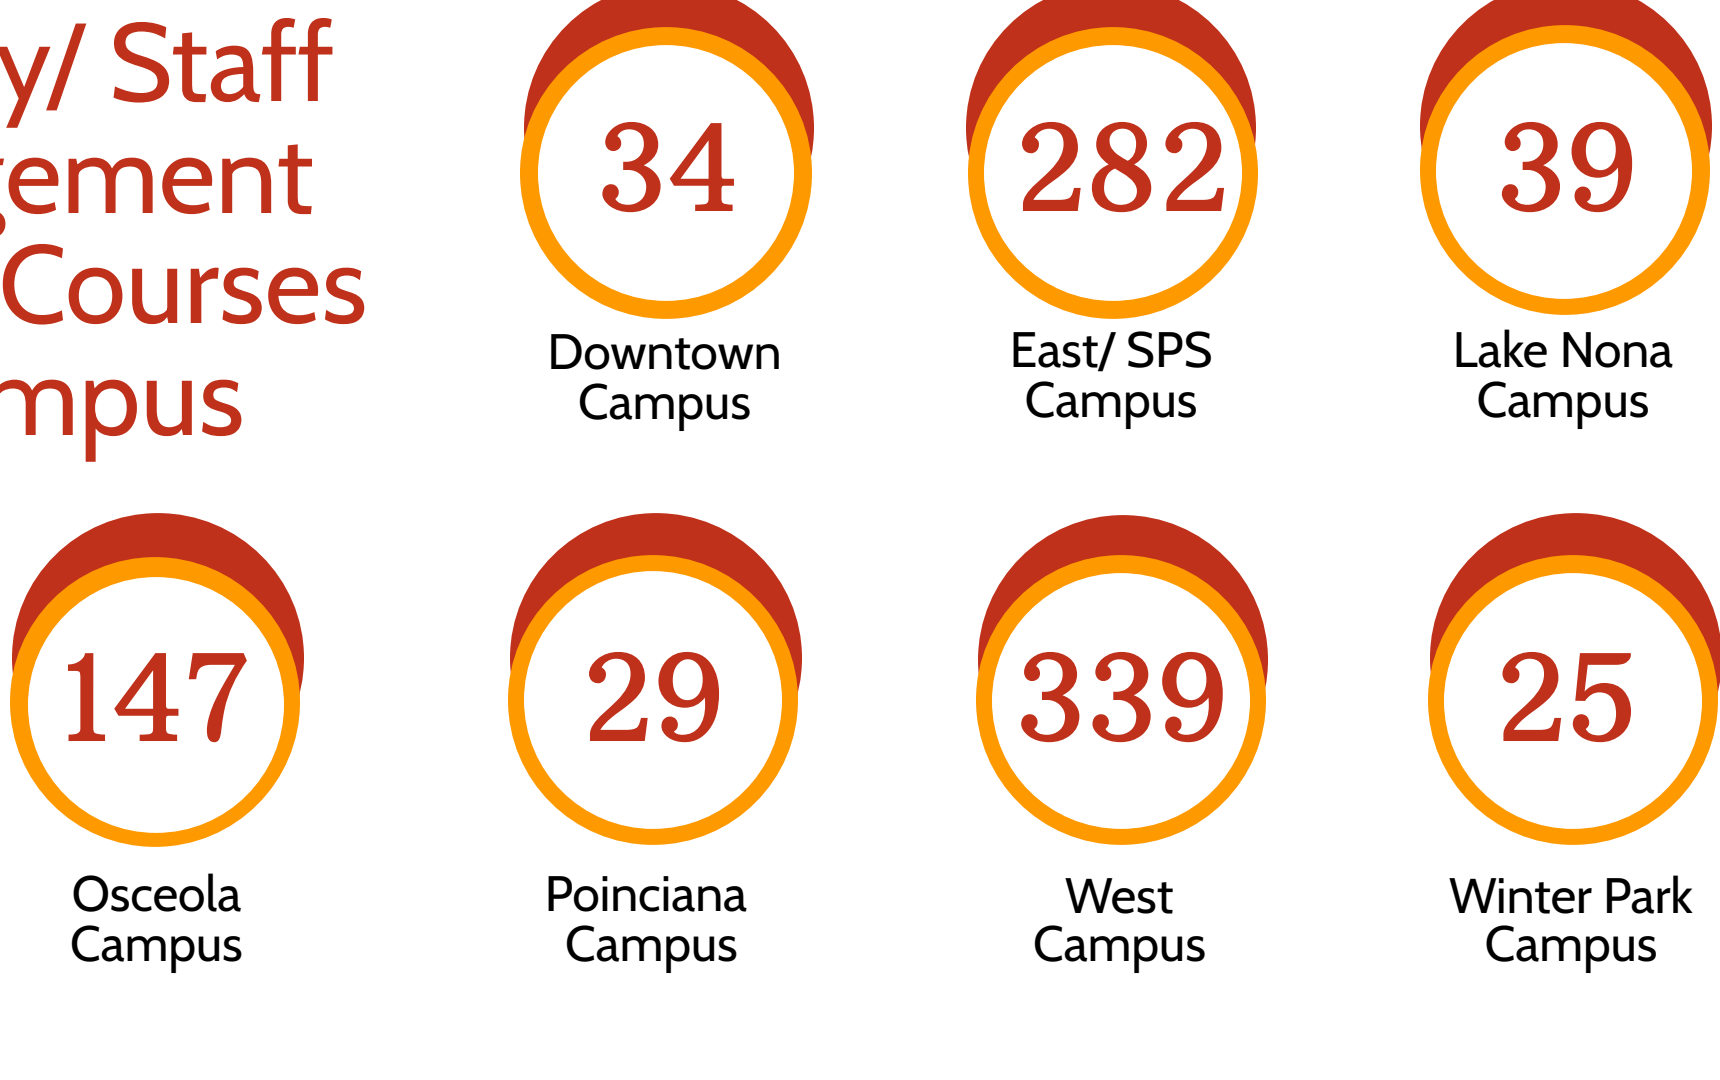 y/ Staff
gement
Courses
mpus
34
Downtown
Campus
282
East/ SPS
Campus
39
Lake Nona
Campus
147
Osceola
Campus
29
Poinciana
Campus
339
West
Campus
25
Winter Park
Campus